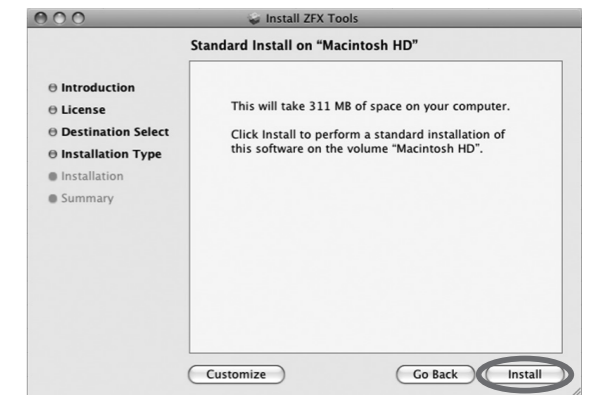 Install ZFX Tools
Standard Install on “Macintosh HD”
Introduction
License
Destination Select
Installation Type
Installation
Summary
This will take 311 MB of space on your computer.
Click Install to perform a standard installation of
this software on the volume “Macintosh HD”.
Customize
Go Back
Install